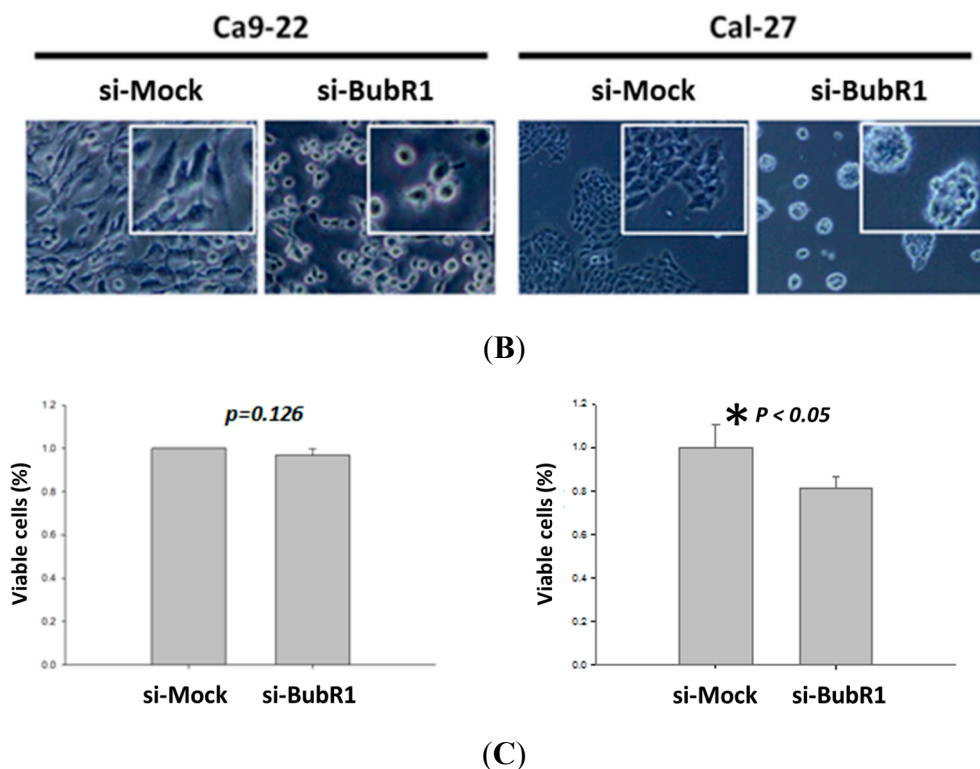 Ca9-22 Cal-27
si-Mock si-BubR1 si-Mock si-BubR1
(B)
1.2 1.2
p=0.126 * P < 0.05
1.0 1.0
0.8 0.8
0.6 0.6
0.4 0.4
0.2 0.2
0.0 0.0
Viable cells (%) Viable cells (%)
si-Mock si-BubR1 si-Mock si-BubR1
(C)